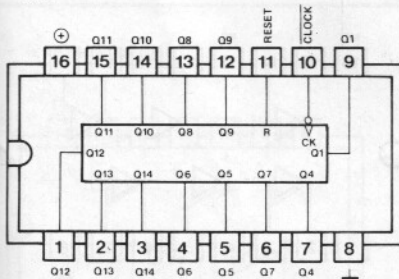 Q11 Q10 Q8 Q9 RESET CLOCK Q1
16 15 14 13 12 11 10 9
Q11 Q10 Q8 Q9 R CK
Q12 Q1
Q13 Q14 Q6 Q5 Q7 Q4
1 2 3 4 5 6 7 8
Q12 Q13 Q14 Q6 Q5 Q7 Q4